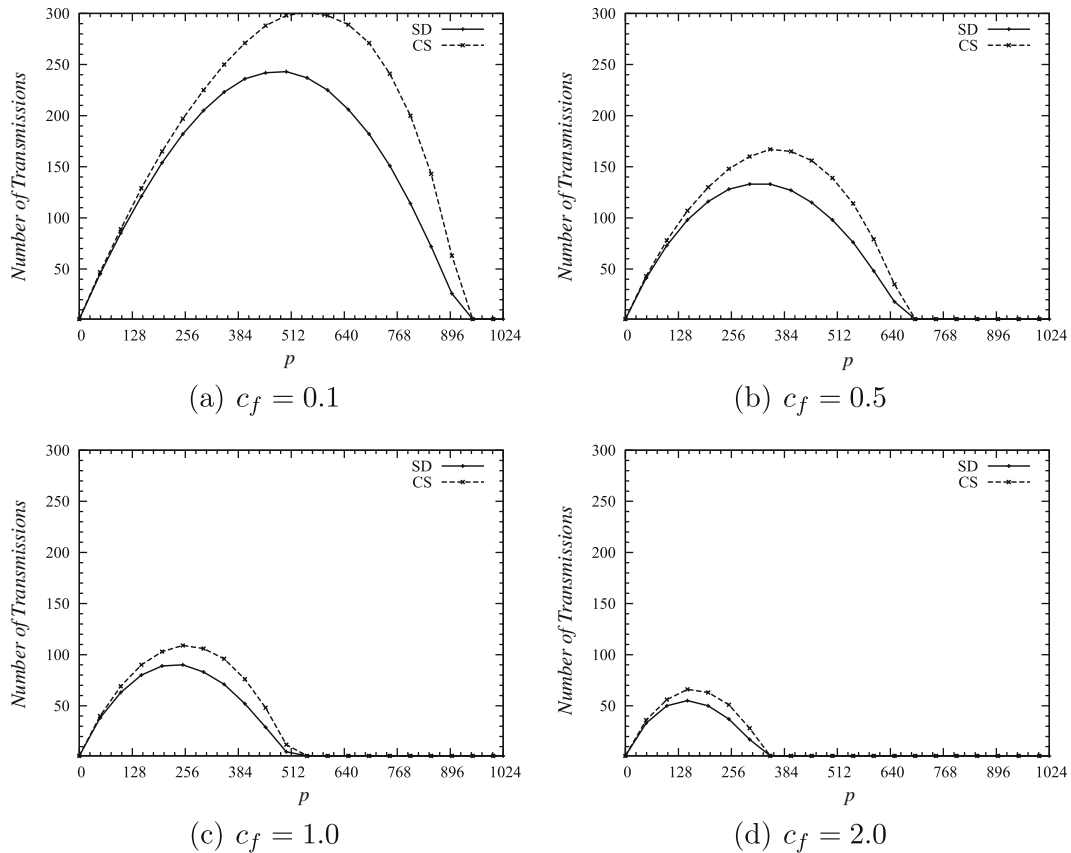 300
250
200
150
100
50
Number of Transmissions
SD
CS
0 128 256 384 512 640 768 896 1024
p
(a) c_f = 0.1
300
250
200
150
100
50
Number of Transmissions
SD
CS
0 128 256 384 512 640 768 896 1024
p
(b) c_f = 0.5
300
250
200
150
100
50
Number of Transmissions
SD
CS
0 128 256 384 512 640 768 896 1024
p
(c) c_f = 1.0
300
250
200
150
100
50
Number of Transmissions
SD
CS
0 128 256 384 512 640 768 896 1024
p
(d) c_f = 2.0